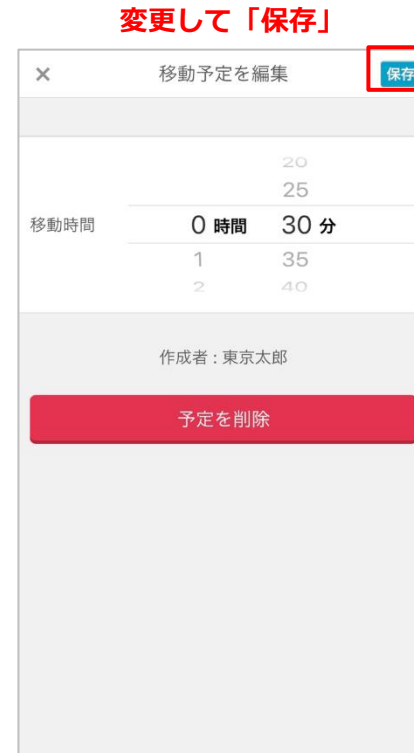 変更して「保存」
× 移動予定を編集 保存
20
25
移動時間 0 時間 30 分
1 35
2 40
作成者 : 東京太郎
予定を削除